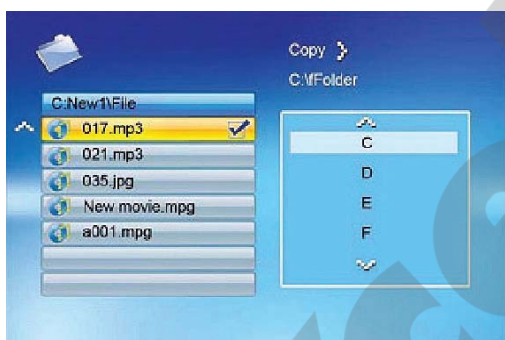 Copy
C:\fFolder
C:New1\File
017.mp3
021.mp3
035.jpg
New movie.mpg
a001.mpg
C
D
E
F